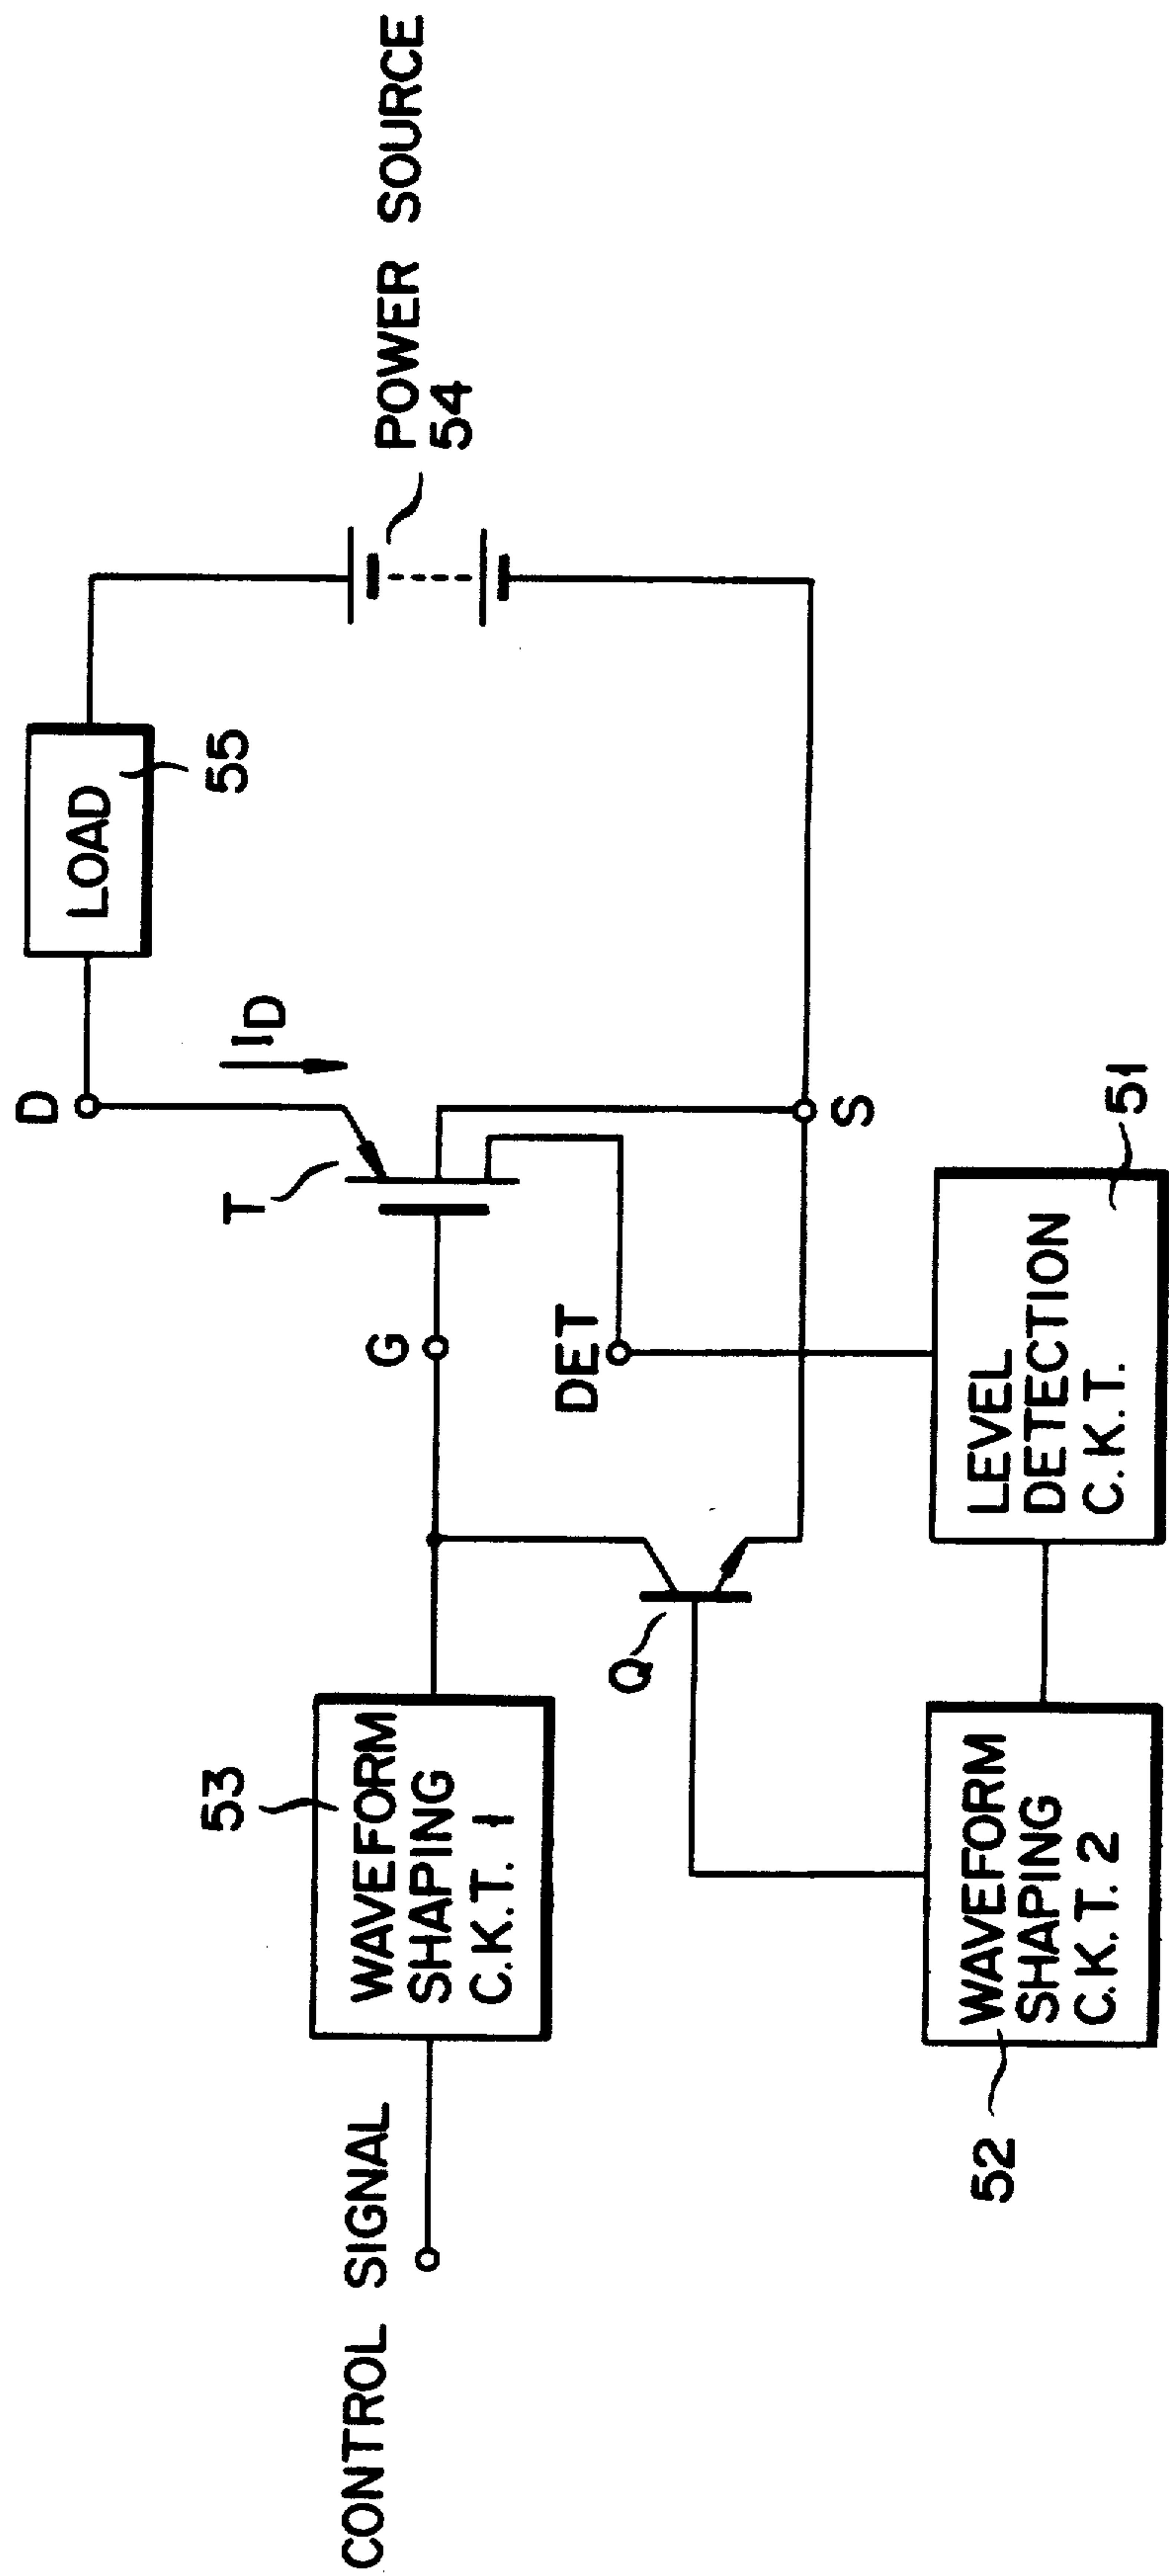 CONTROL SIGNAL
53
WAVEFORM
SHAPING
C.K.T. 1
52
WAVEFORM
SHAPING
C.K.T. 2
Q
G
DET
T
D
I_D
S
LEVEL
DETECTION
C.K.T.
51
LOAD
55
POWER SOURCE
54